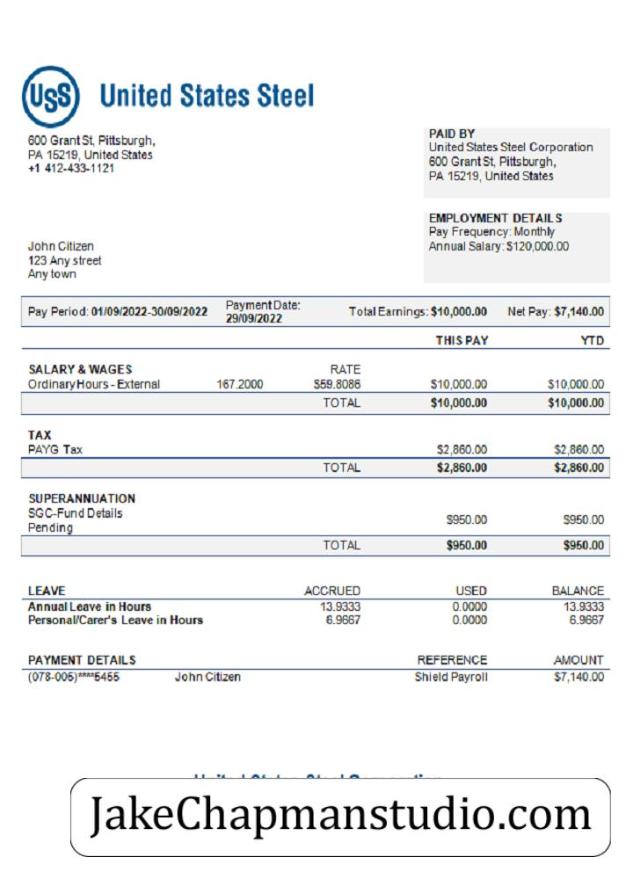 USS United States Steel
600 Grant St, Pittsburgh,
PA 15219, United States
+1 412-433-1121
PAID BY
United States Steel Corporation
600 Grant St, Pittsburgh,
PA 15219, United States
EMPLOYMENT DETAILS
Pay Frequency: Monthly
Annual Salary: $120,000.00
John Citizen
123 Any street
Any town
Pay Period: 01/09/2022-30/09/2022 Payment Date: 29/09/2022 Total Earnings: $10,000.00 Net Pay: $7,140.00
THIS PAY YTD
SALARY & WAGES RATE
Ordinary Hours - External 167.2000 $59.8086 $10,000.00 $10,000.00
TOTAL $10,000.00 $10,000.00
TAX
PAYG Tax $2,860.00 $2,860.00
TOTAL $2,860.00 $2,860.00
SUPERANNUATION
SGC-Fund Details
Pending $950.00 $950.00
TOTAL $950.00 $950.00
LEAVE ACCRUED USED BALANCE
Annual Leave in Hours 13.9333 0.0000 13.9333
Personal/Carer's Leave in Hours 6.9667 0.0000 6.9667
PAYMENT DETAILS REFERENCE AMOUNT
(078-005)****5455 John Citizen Shield Payroll $7,140.00
JakeChapmanstudio.com